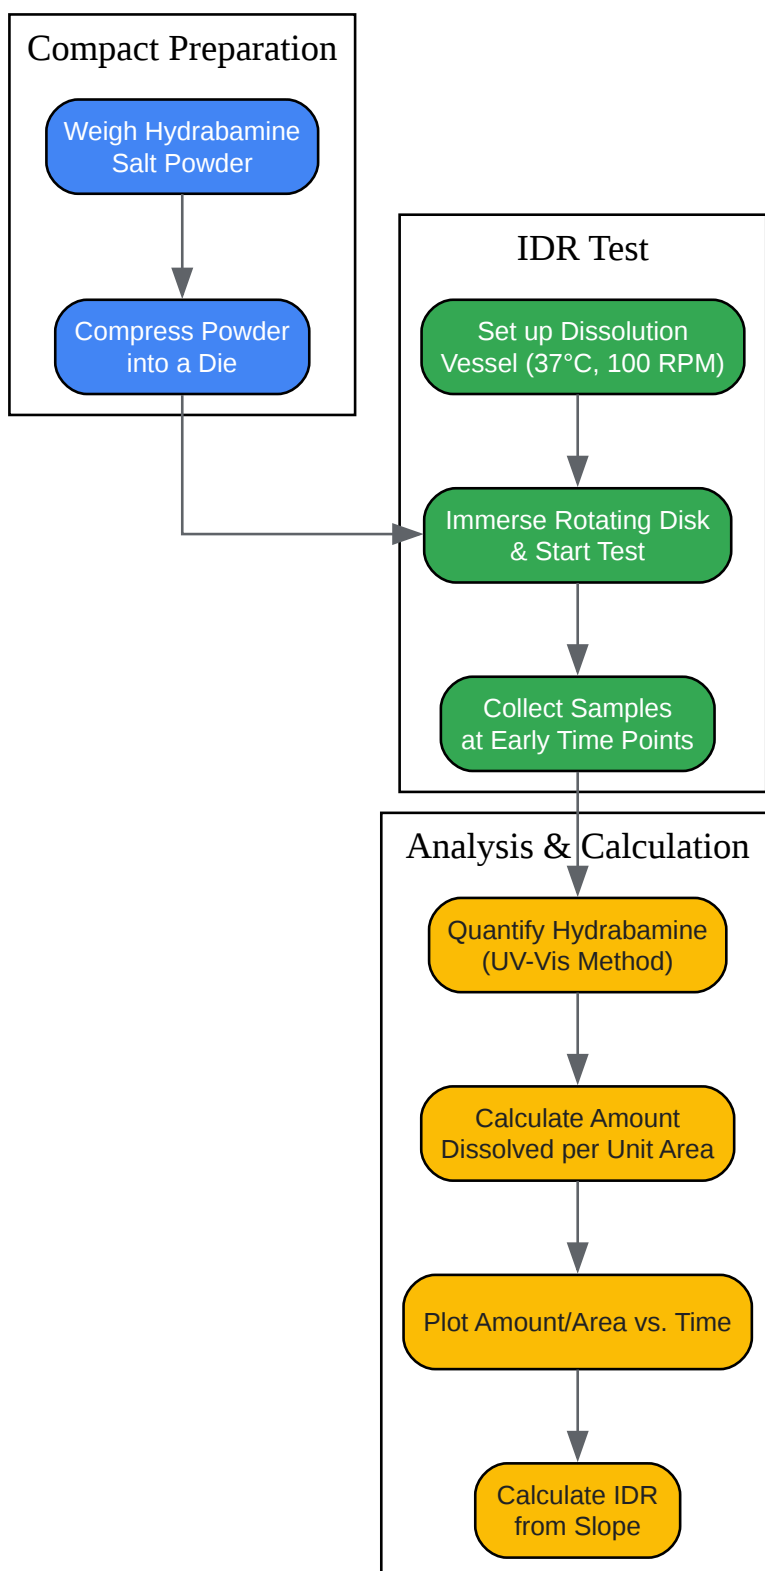 Compact Preparation
Weigh Hydrabamine
Salt Powder
Compress Powder
into a Die
IDR Test
Set up Dissolution
Vessel (37°C, 100 RPM)
Immerse Rotating Disk
& Start Test
Collect Samples
at Early Time Points
Analysis & Calculation
Quantify Hydrabamine
(UV-Vis Method)
Calculate Amount
Dissolved per Unit Area
Plot Amount/Area vs. Time
Calculate IDR
from Slope